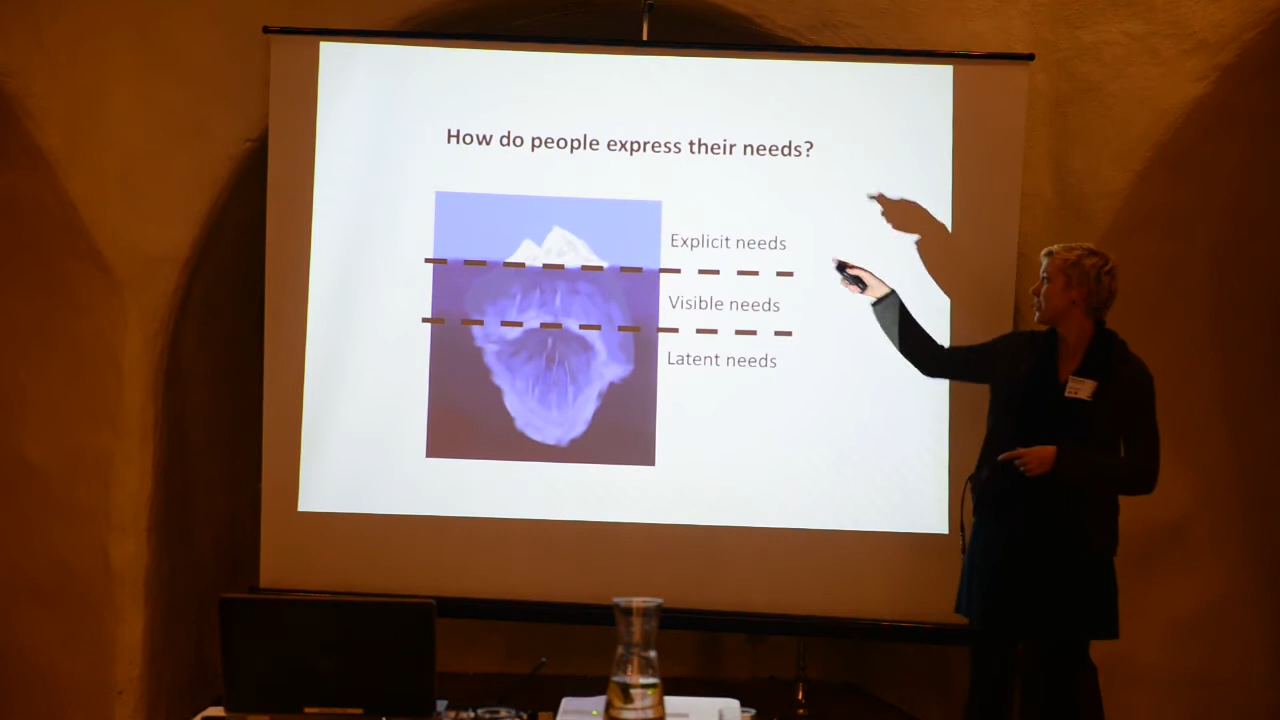 How do people express their needs?
Explicit needs
Visible needs
Latent needs